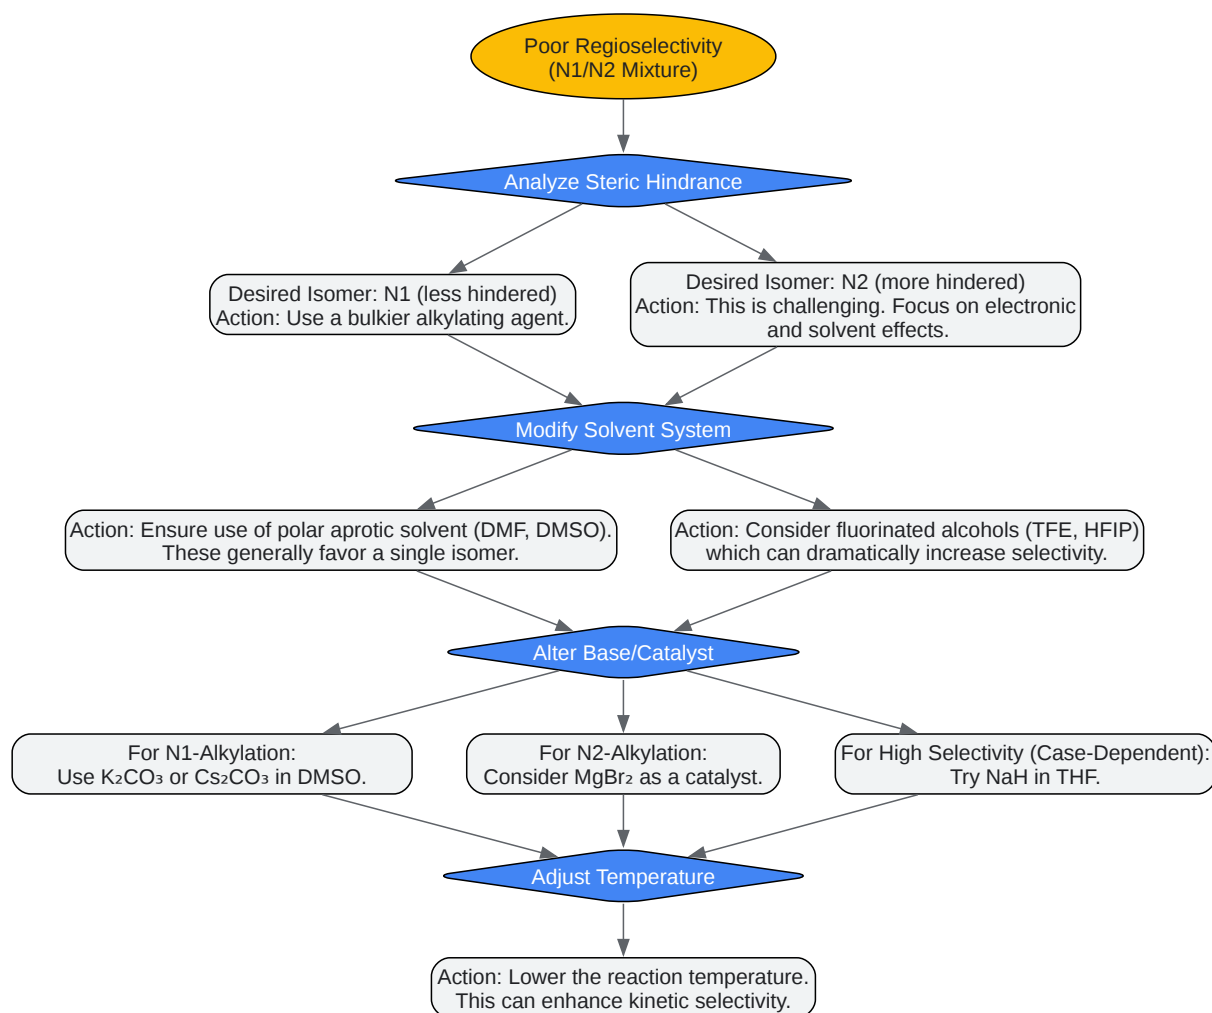 Poor Regioselectivity
(N1/N2 Mixture)
Analyze Steric Hindrance
Desired Isomer: N1 (less hindered)
Action: Use a bulkier alkylating agent.
Desired Isomer: N2 (more hindered)
Action: This is challenging. Focus on electronic
and solvent effects.
Modify Solvent System
Action: Ensure use of polar aprotic solvent (DMF, DMSO).
These generally favor a single isomer.
Action: Consider fluorinated alcohols (TFE, HFIP)
which can dramatically increase selectivity.
Alter Base/Catalyst
For N1-Alkylation:
Use K₂CO₃ or Cs₂CO₃ in DMSO.
For N2-Alkylation:
Consider MgBr₂ as a catalyst.
For High Selectivity (Case-Dependent):
Try NaH in THF.
Adjust Temperature
Action: Lower the reaction temperature.
This can enhance kinetic selectivity.